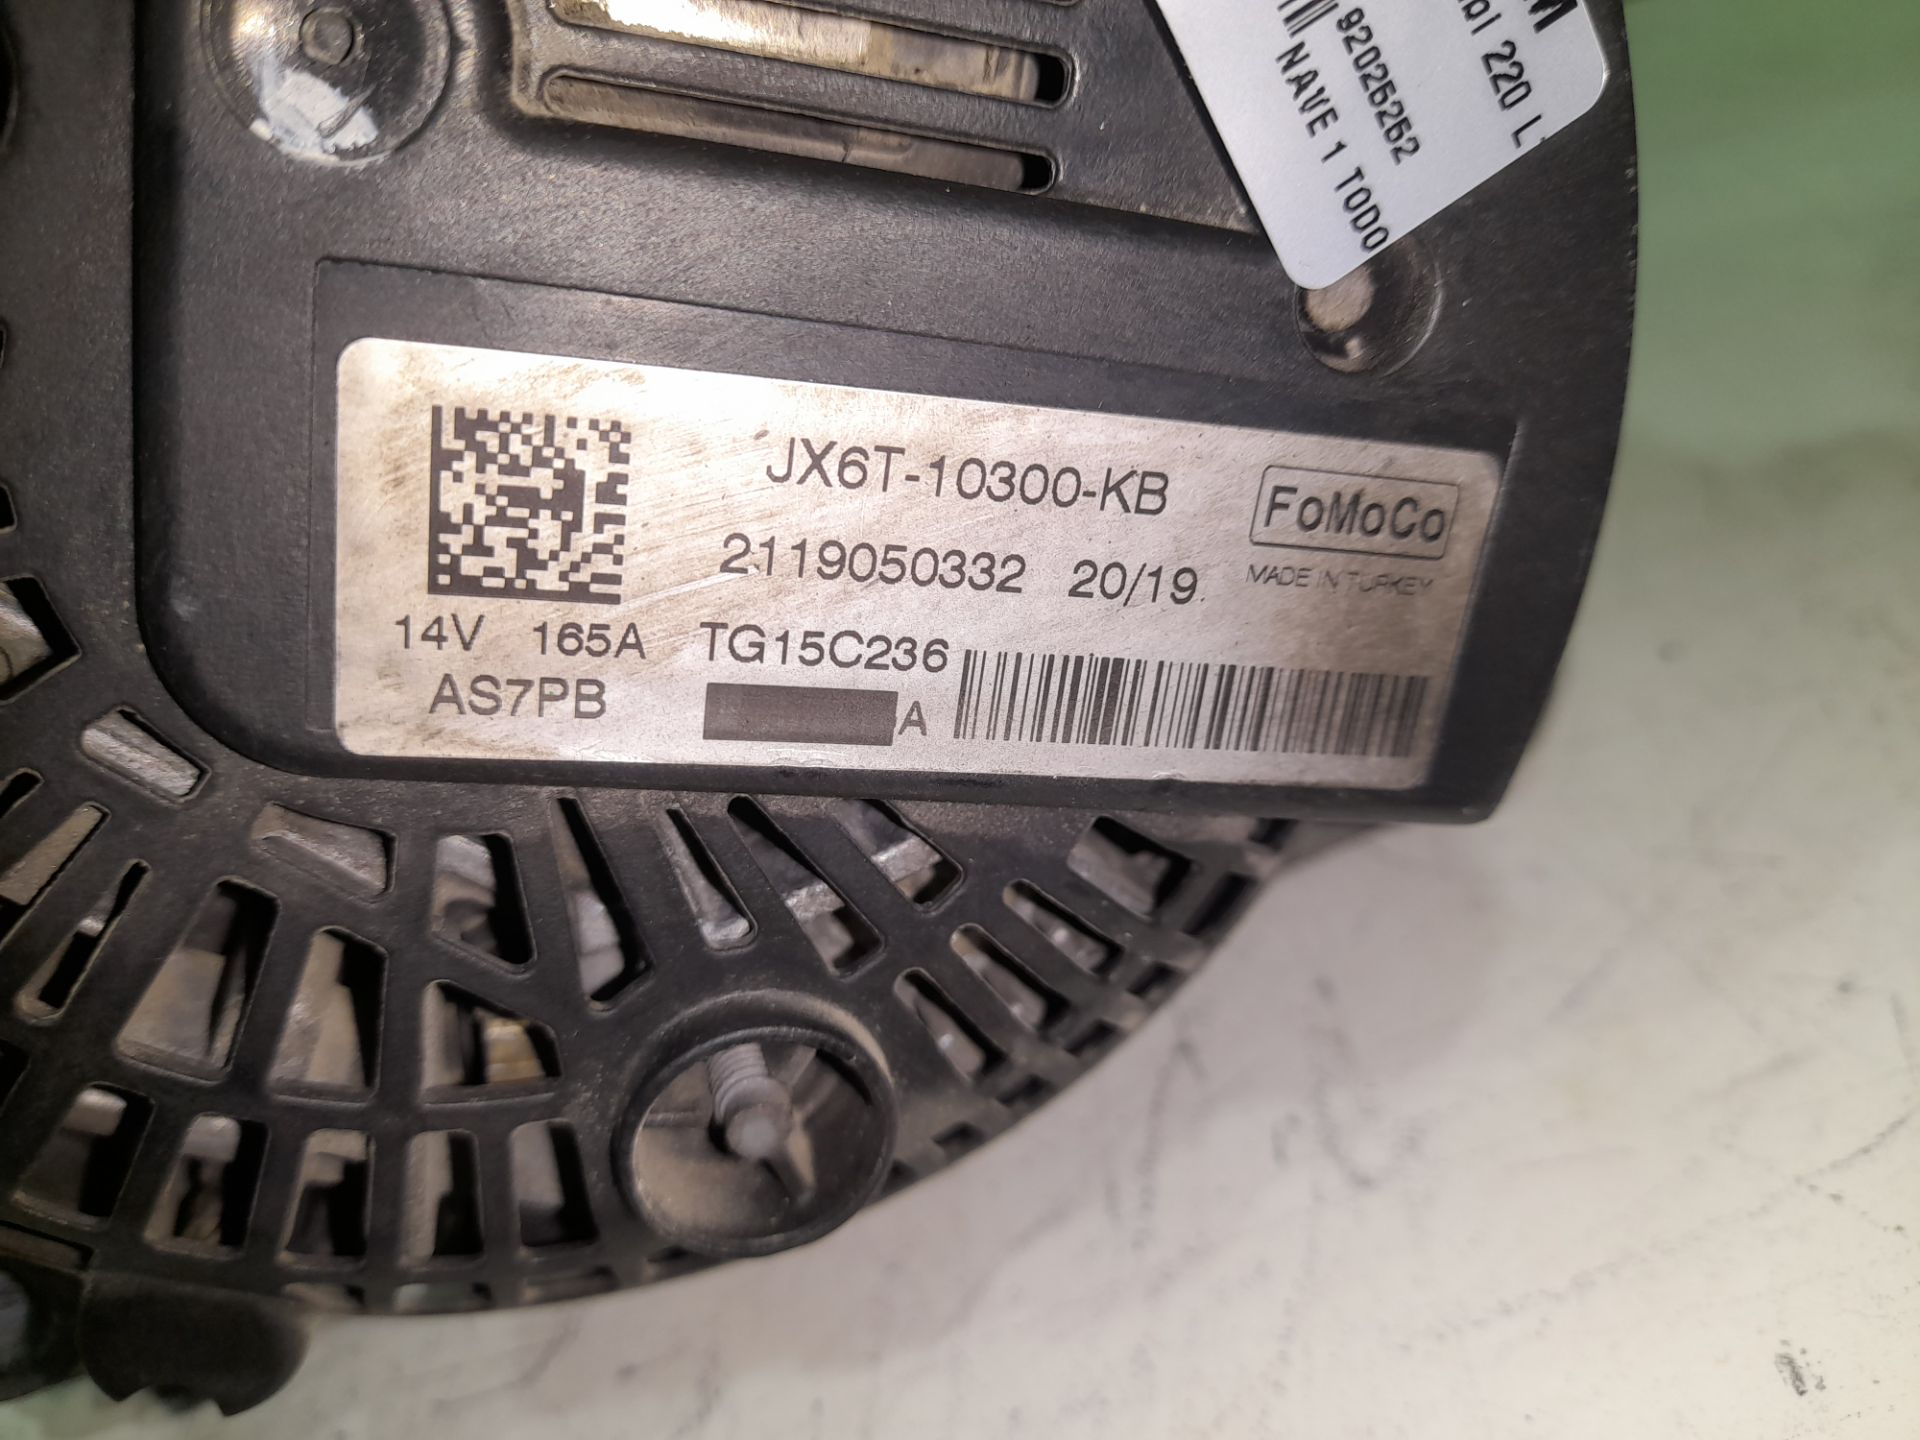 M
220 L
92025252
NAVE 1 TODO
JX6T-10300-KB
FoMoCo
2119050332 20/19
MADE IN TURKEY
14V 165A TG15C236
AS7PB
A